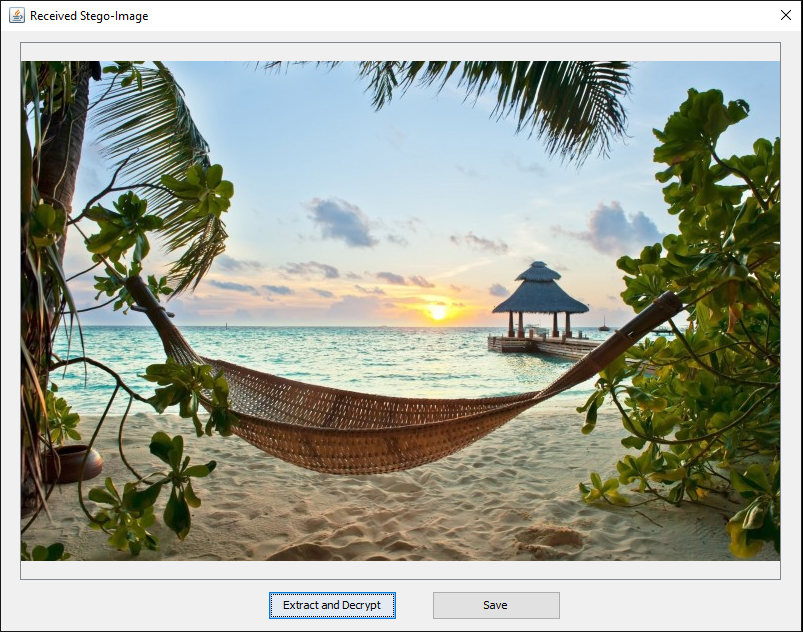 Received Stego-Image
Extract and Decrypt
Save